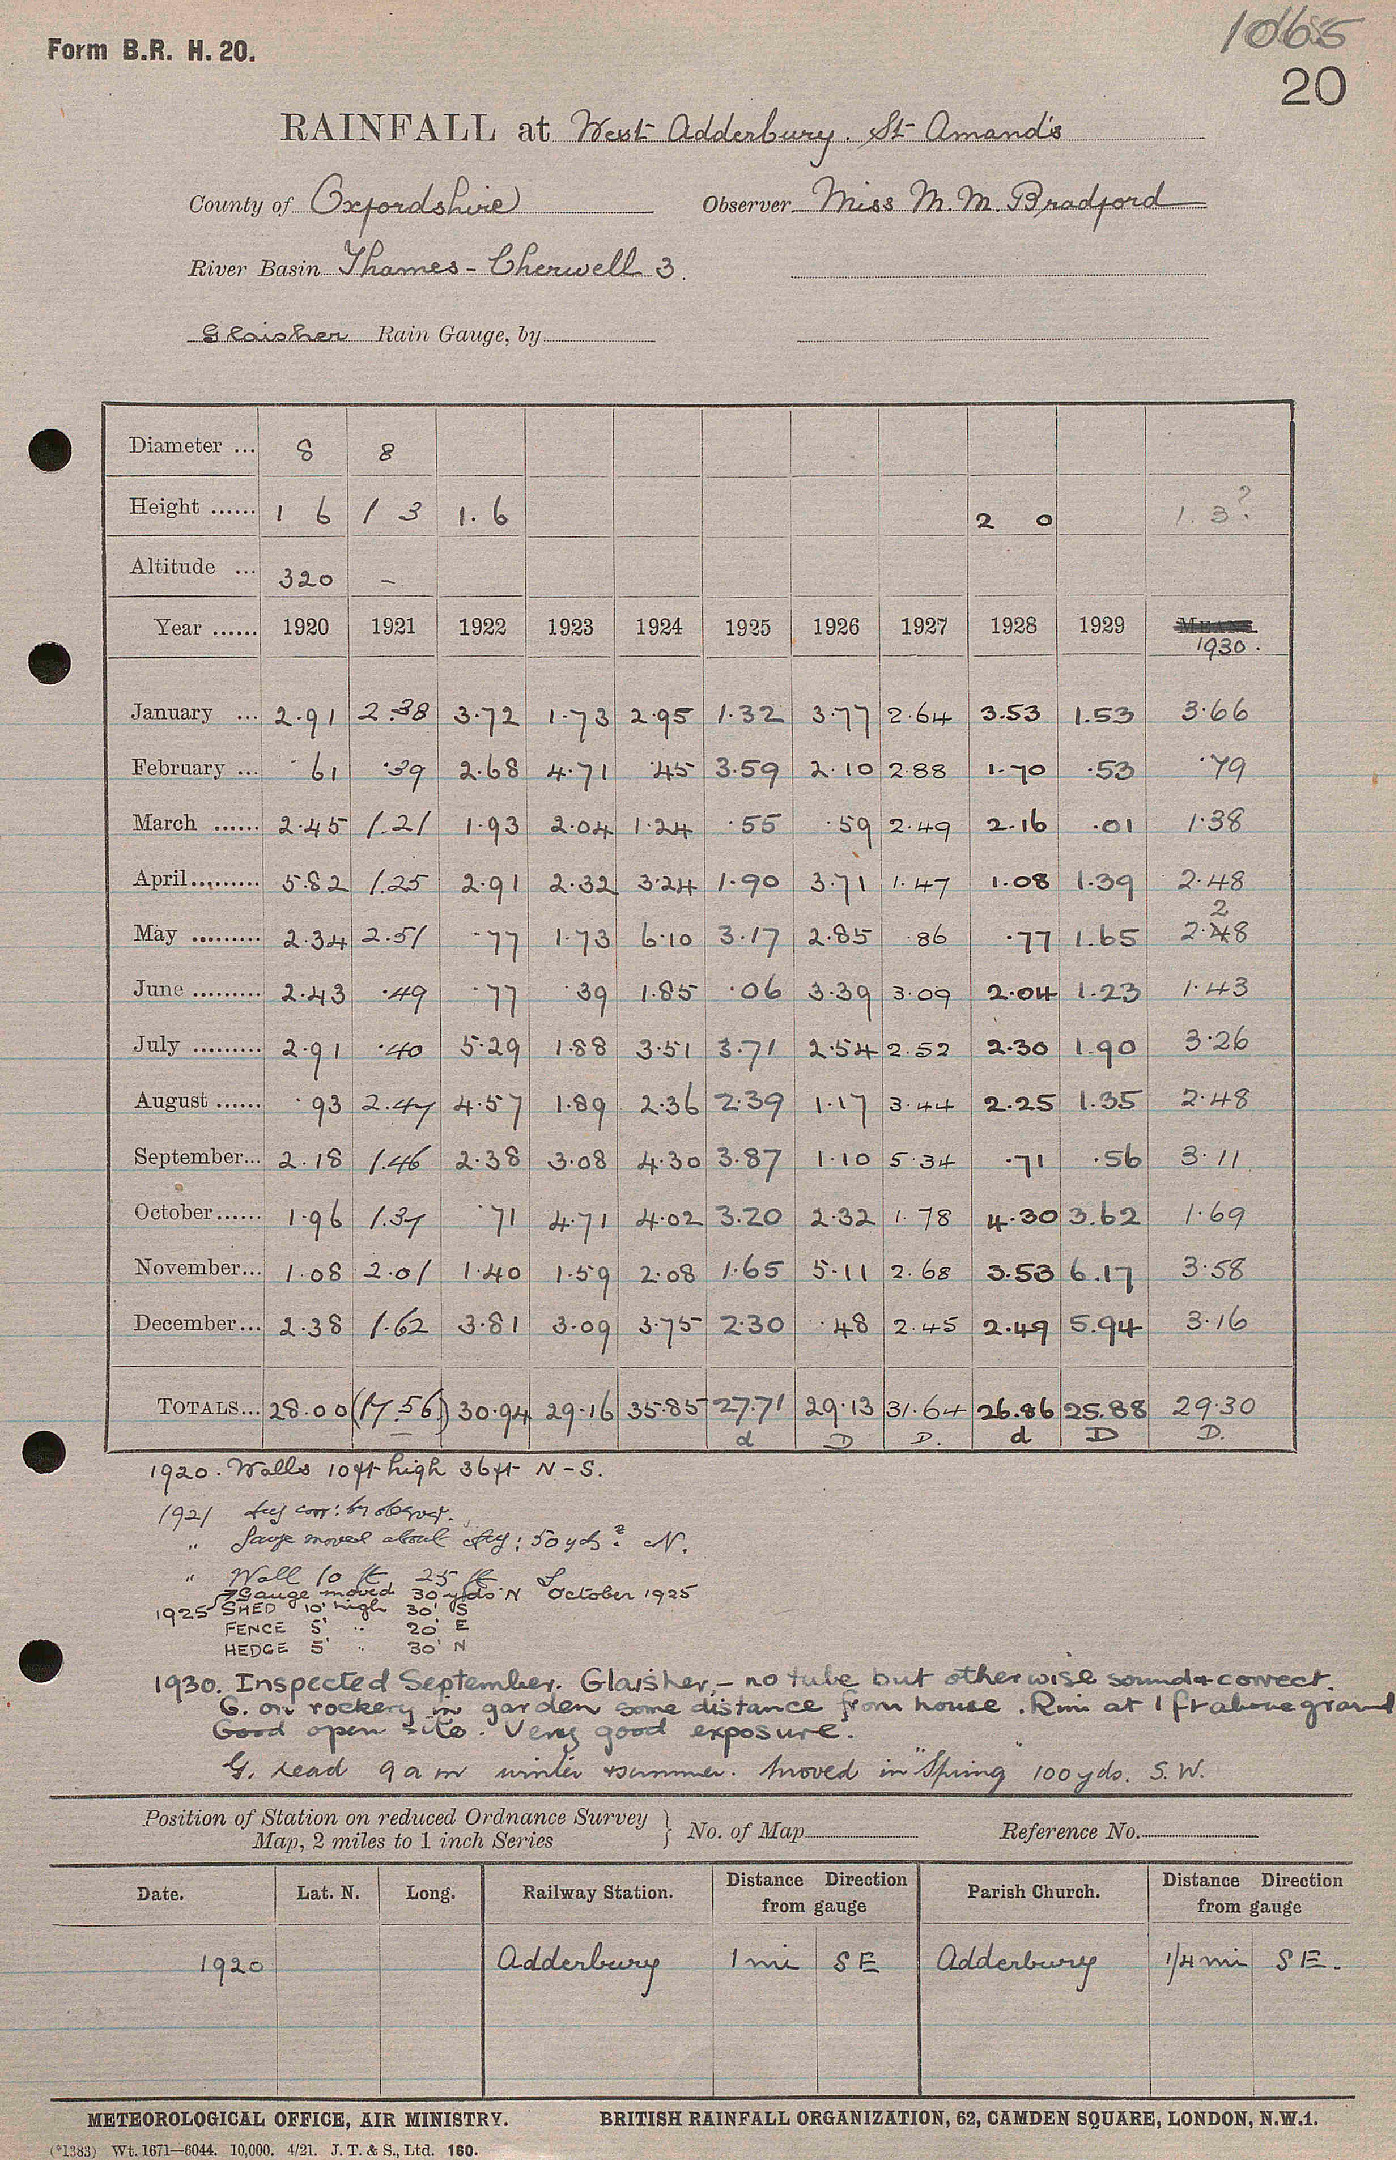 1065
Form B.R. H. 20.
20
RAINFALL at West Adderbury. St Amand's
County of Oxfordshire Observer Miss M. M. Bradford
River Basin Thames - Cherwell 3.
Glaisher Rain Gauge, by
Diameter ... 8 8
Height ...... 1 6 1 3 1.6 2 0 1. 3?
Altitude ... 320 -
Year ...... 1920 1921 1922 1923 1924 1925 1926 1927 1928 1929 MEANS
1930.
January ... 2.91 2.38 3.72 1.73 2.95 1.32 3.77 2.64 3.53 1.53 3.66
February ... .61 .39 2.68 4.71 .45 3.59 2.10 2.88 1.70 .53 .79
March ...... 2.45 1.21 1.93 2.04 1.24 .55 .59 2.49 2.16 .01 1.38
April......... 5.82 1.25 2.91 2.32 3.24 1.90 3.71 1.47 1.08 1.39 2.48
2
May ......... 2.34 2.51 .77 1.73 6.10 3.17 2.85 .86 .77 1.65 2.48
June ......... 2.43 .49 .77 .39 1.85 .06 3.39 3.09 2.04 1.23 1.43
July ......... 2.91 .40 5.29 1.88 3.51 3.71 2.54 2.52 2.30 1.90 3.26
August ...... .93 2.47 4.57 1.89 2.36 2.39 1.17 3.44 2.25 1.35 2.48
September... 2.18 1.46 2.38 3.08 4.30 3.87 1.10 5.34 .71 .56 3.11
October...... 1.96 1.37 .71 4.71 4.02 3.20 2.32 1.78 4.30 3.62 1.69
November... 1.08 2.01 1.40 1.59 2.08 1.65 5.11 2.68 3.53 6.17 3.58
December... 2.38 1.62 3.81 3.09 3.75 2.30 .48 2.45 2.49 5.94 3.16
TOTALS... 28.00 (17.56) 30.94 29.16 35.85 27.71 29.13 31.64 26.86 25.88 29.30
d D D. d D D.
1920. Walls 10ft high 36ft N-S.
1921 corr: by observer.
" Gauge moved about 50 yds? N.
" Wall 10 ft 25 ft S
Gauge moved 30 yds N October 1925
1925 SHED 10' high 30' S
FENCE 5' " 20' E
HEDGE 5' " 30' N
1930. Inspected September. Glaisher, - no tube but otherwise sound & correct.
G. on rockery in garden some distance from house. Rim at 1 ft above ground
Good open site. Very good exposure.
G. read 9 am winter & summer. Moved in "Spring" 100 yds. S.W.
Position of Station on reduced Ordnance Survey
Map, 2 miles to 1 inch Series } No. of Map Reference No.
Date. Lat. N. Long. Railway Station. Distance Direction from gauge Parish Church. Distance Direction from gauge
1920 Adderbury 1 mi SE Adderbury 1/4 mi SE.
METEOROLOGICAL OFFICE, AIR MINISTRY. BRITISH RAINFALL ORGANIZATION, 62, CAMDEN SQUARE, LONDON, N.W.1.
(*1383) Wt. 1671—6044. 10,000. 4/21. J. T. & S., Ltd. 160.